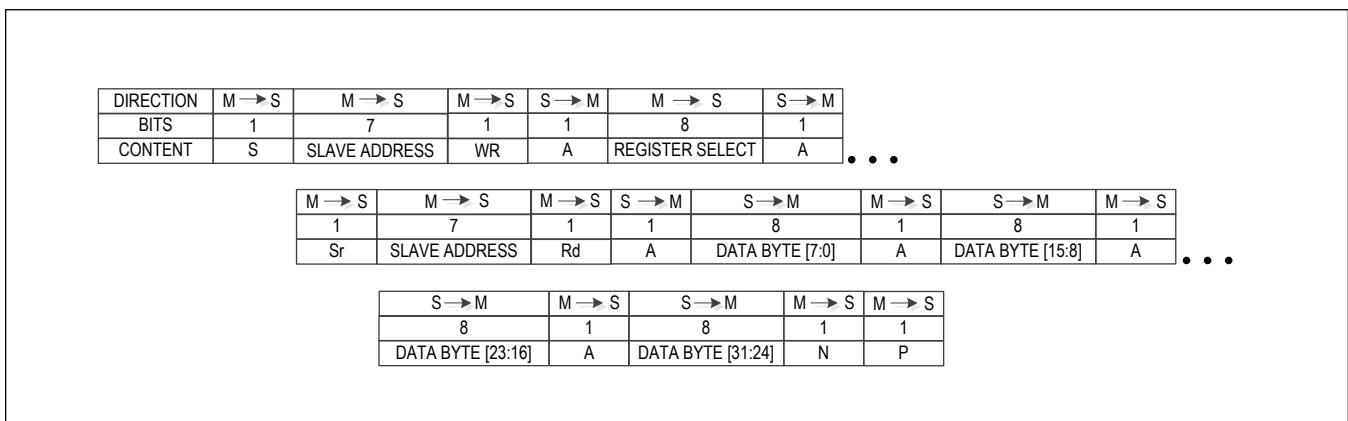 DIRECTION M → S M → S M → S S → M M → S S → M
BITS 1 7 1 1 8 1
CONTENT S SLAVE ADDRESS WR A REGISTER SELECT A • • •
M → S M → S M → S S → M S → M M → S S → M M → S
1 7 1 1 8 1 8 1
Sr SLAVE ADDRESS Rd A DATA BYTE [7:0] A DATA BYTE [15:8] A • • •
S → M M → S S → M M → S M → S
8 1 8 1 1
DATA BYTE [23:16] A DATA BYTE [31:24] N P